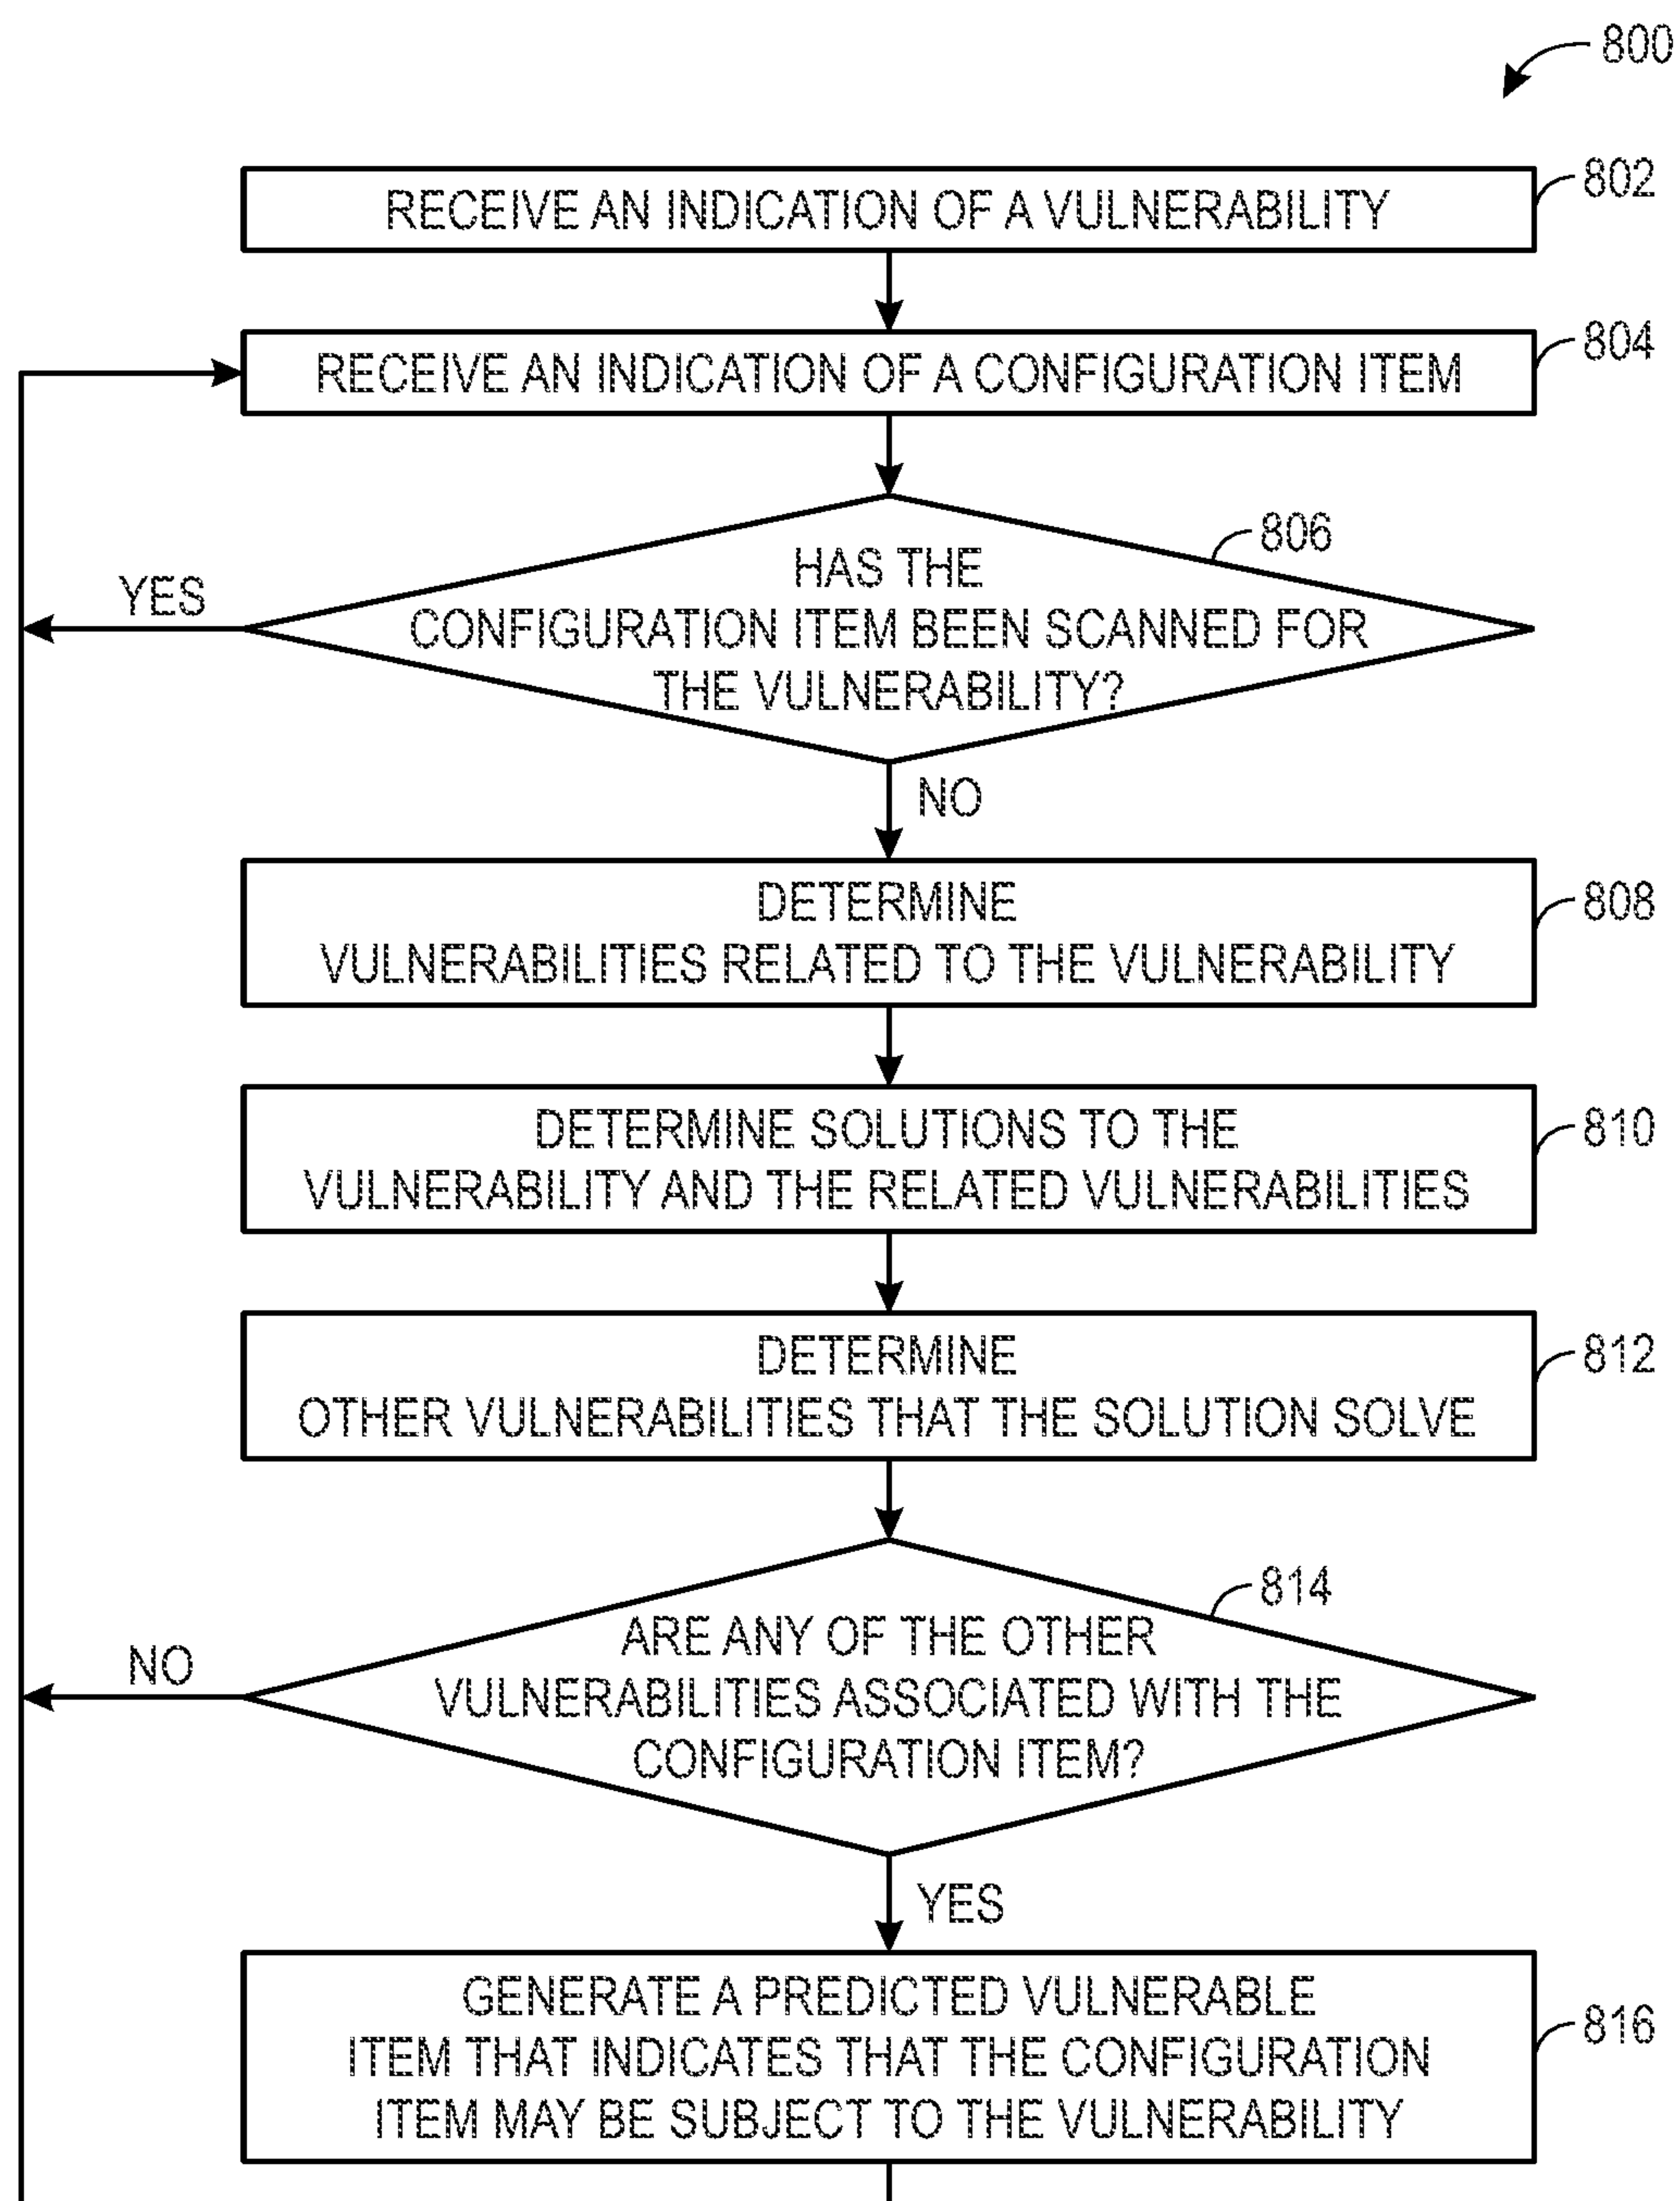 800
RECEIVE AN INDICATION OF A VULNERABILITY
802
RECEIVE AN INDICATION OF A CONFIGURATION ITEM
804
806
HAS THE
CONFIGURATION ITEM BEEN SCANNED FOR
THE VULNERABILITY?
YES
NO
DETERMINE
VULNERABILITIES RELATED TO THE VULNERABILITY
808
DETERMINE SOLUTIONS TO THE
VULNERABILITY AND THE RELATED VULNERABILITIES
810
DETERMINE
OTHER VULNERABILITIES THAT THE SOLUTION SOLVE
812
814
ARE ANY OF THE OTHER
VULNERABILITIES ASSOCIATED WITH THE
CONFIGURATION ITEM?
NO
YES
GENERATE A PREDICTED VULNERABLE
ITEM THAT INDICATES THAT THE CONFIGURATION
ITEM MAY BE SUBJECT TO THE VULNERABILITY
816